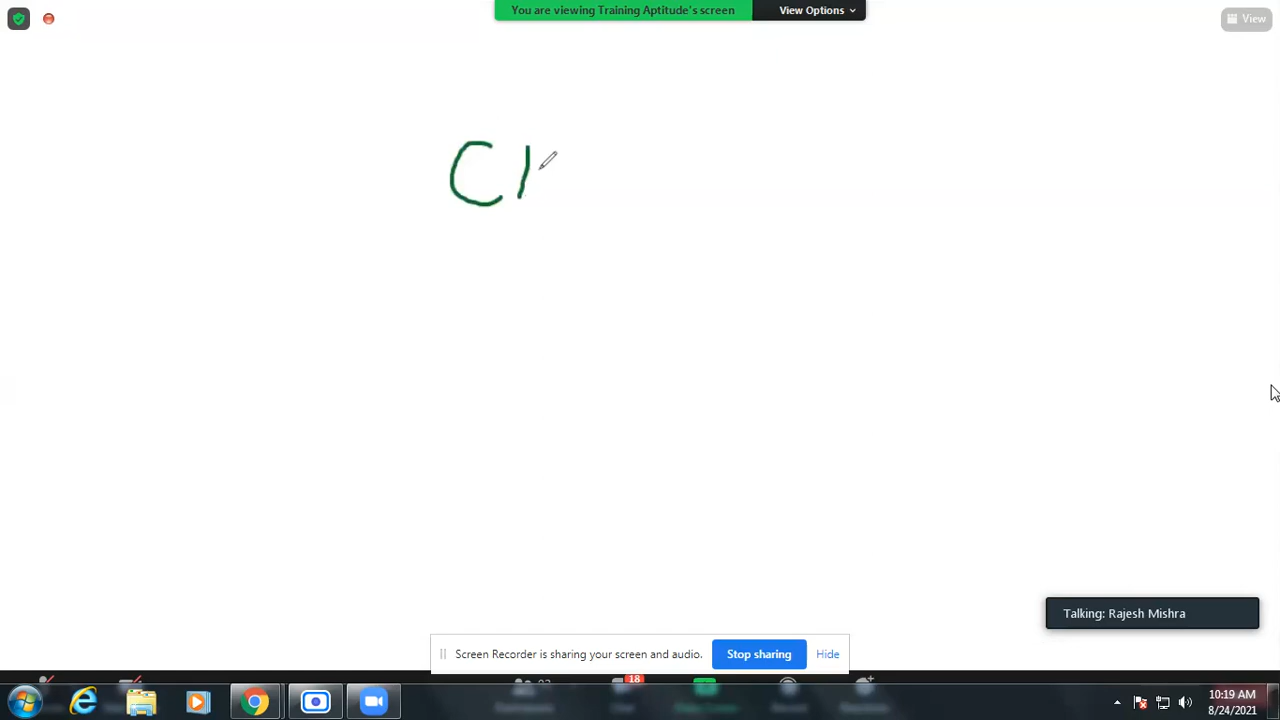 You are viewing Training Aptitude's screen
View Options
View
Talking: Rajesh Mishra
Screen Recorder is sharing your screen and audio.
Stop sharing
Hide
18
10:19 AM
8/24/2021